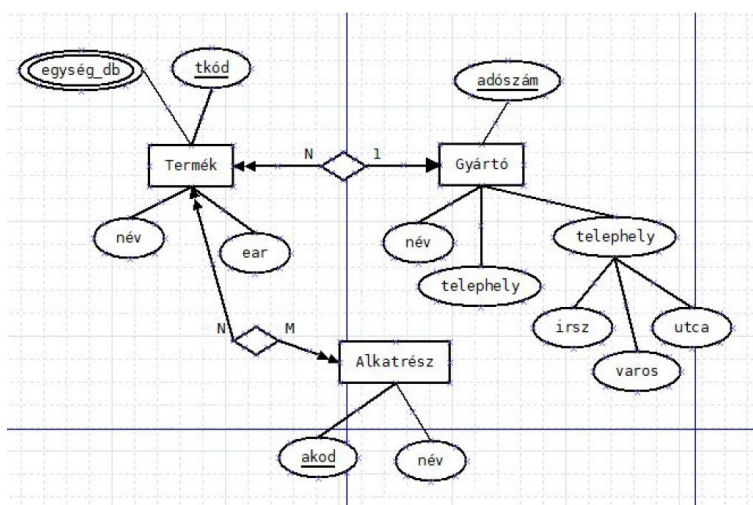 egység_db
tkód
adószám
Termék
N
1
Gyártó
név
ear
név
telephely
telephely
irsz
utca
varos
N
M
Alkatrész
akod
név